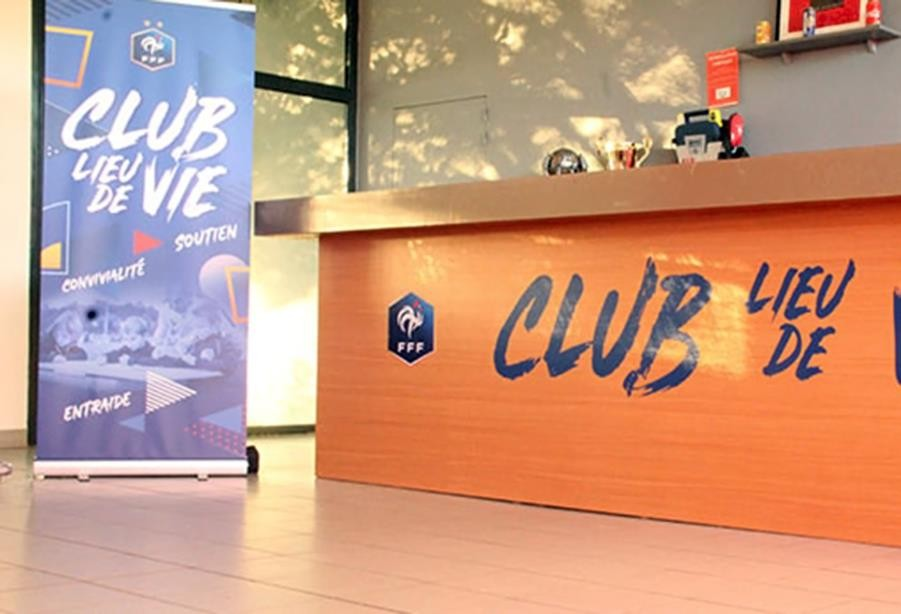 FFF
CLUB
LIEU
DE VIE
SOUTIEN
CONVIVIALITÉ
ENTRAIDE
FFF
CLUB LIEU
DE